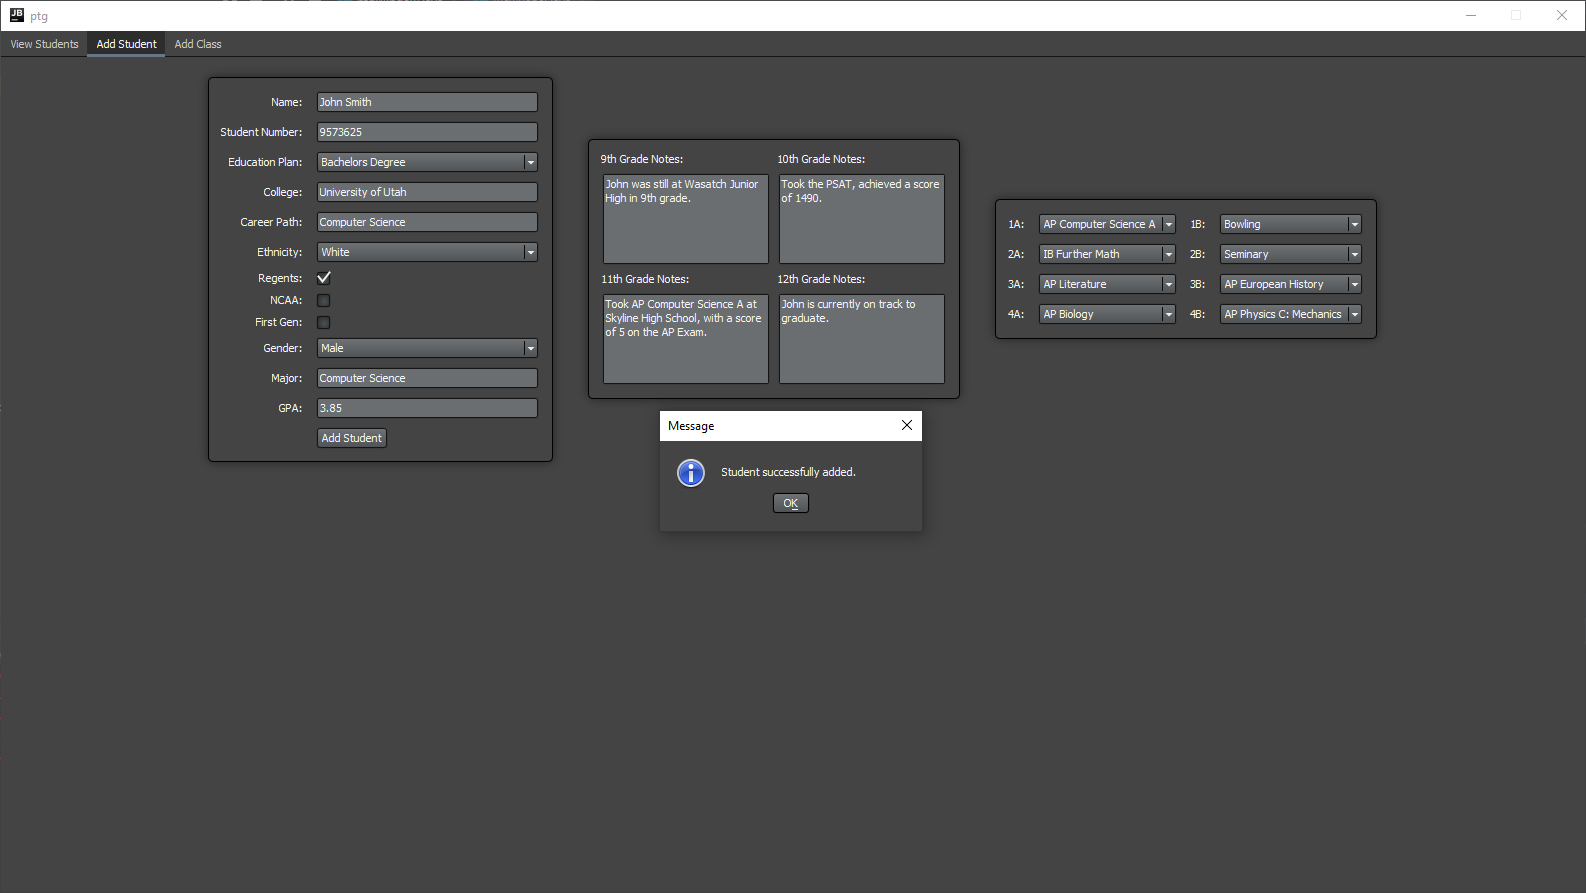 JB ptg
View Students Add Student Add Class
Name: John Smith
Student Number: 9573625
Education Plan: Bachelors Degree
College: University of Utah
Career Path: Computer Science
Ethnicity: White
Regents:
NCAA:
First Gen:
Gender: Male
Major: Computer Science
GPA: 3.85
Add Student
9th Grade Notes:
John was still at Wasatch Junior
High in 9th grade.
10th Grade Notes:
Took the PSAT, achieved a score
of 1490.
11th Grade Notes:
Took AP Computer Science A at
Skyline High School, with a score
of 5 on the AP Exam.
12th Grade Notes:
John is currently on track to
graduate.
1A: AP Computer Science A 1B: Bowling
2A: IB Further Math 2B: Seminary
3A: AP Literature 3B: AP European History
4A: AP Biology 4B: AP Physics C: Mechanics
Message
Student successfully added.
OK